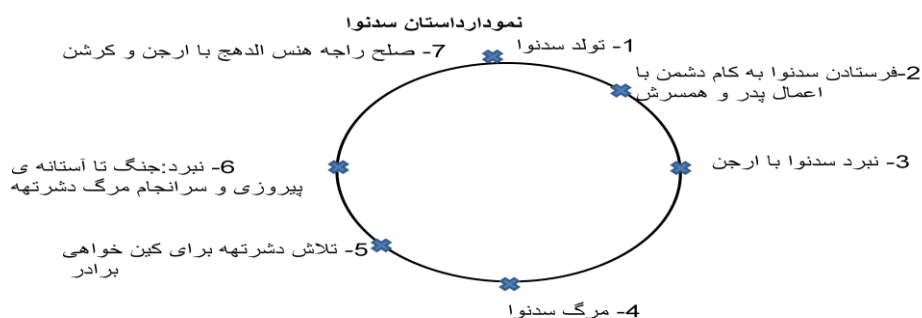 نمودارداستان سدنوا
1- تولد سدنوا
2-فرستادن سدنوا به کام دشمن با
اعمال پدر و همسرش
3- نبرد سدنوا با ارجن
4- مرگ سدنوا
5- تلاش دشرتهه برای کین خواهی
برادر
6- نبرد:جنگ تا آستانه ی
پیروزی و سرانجام مرگ دشرتهه
7- صلح راجه هنس الدهج با ارجن و کرشن